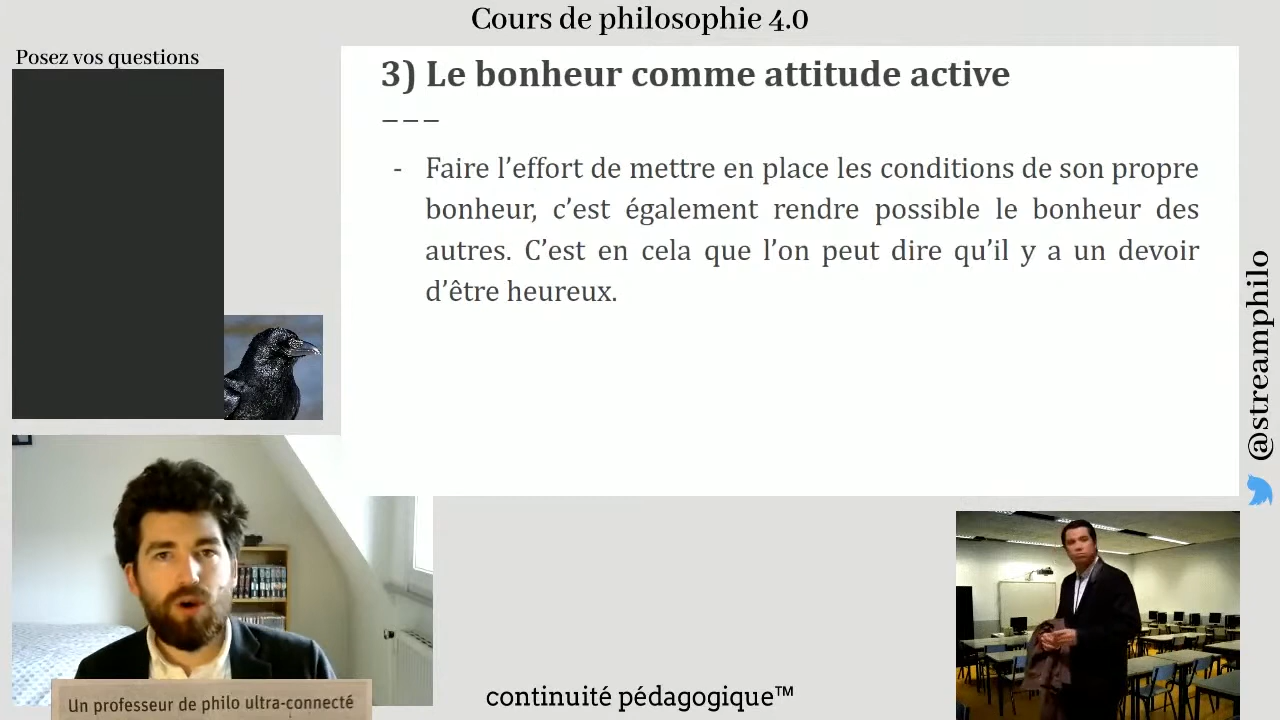 Cours de philosophie 4.0
Posez vos questions
3) Le bonheur comme attitude active
–––
- Faire l’effort de mettre en place les conditions de son propre
bonheur, c’est également rendre possible le bonheur des
autres. C’est en cela que l’on peut dire qu’il y a un devoir
d’être heureux.
@streamphilo
Un professeur de philo ultra-connecté
continuité pédagogique™